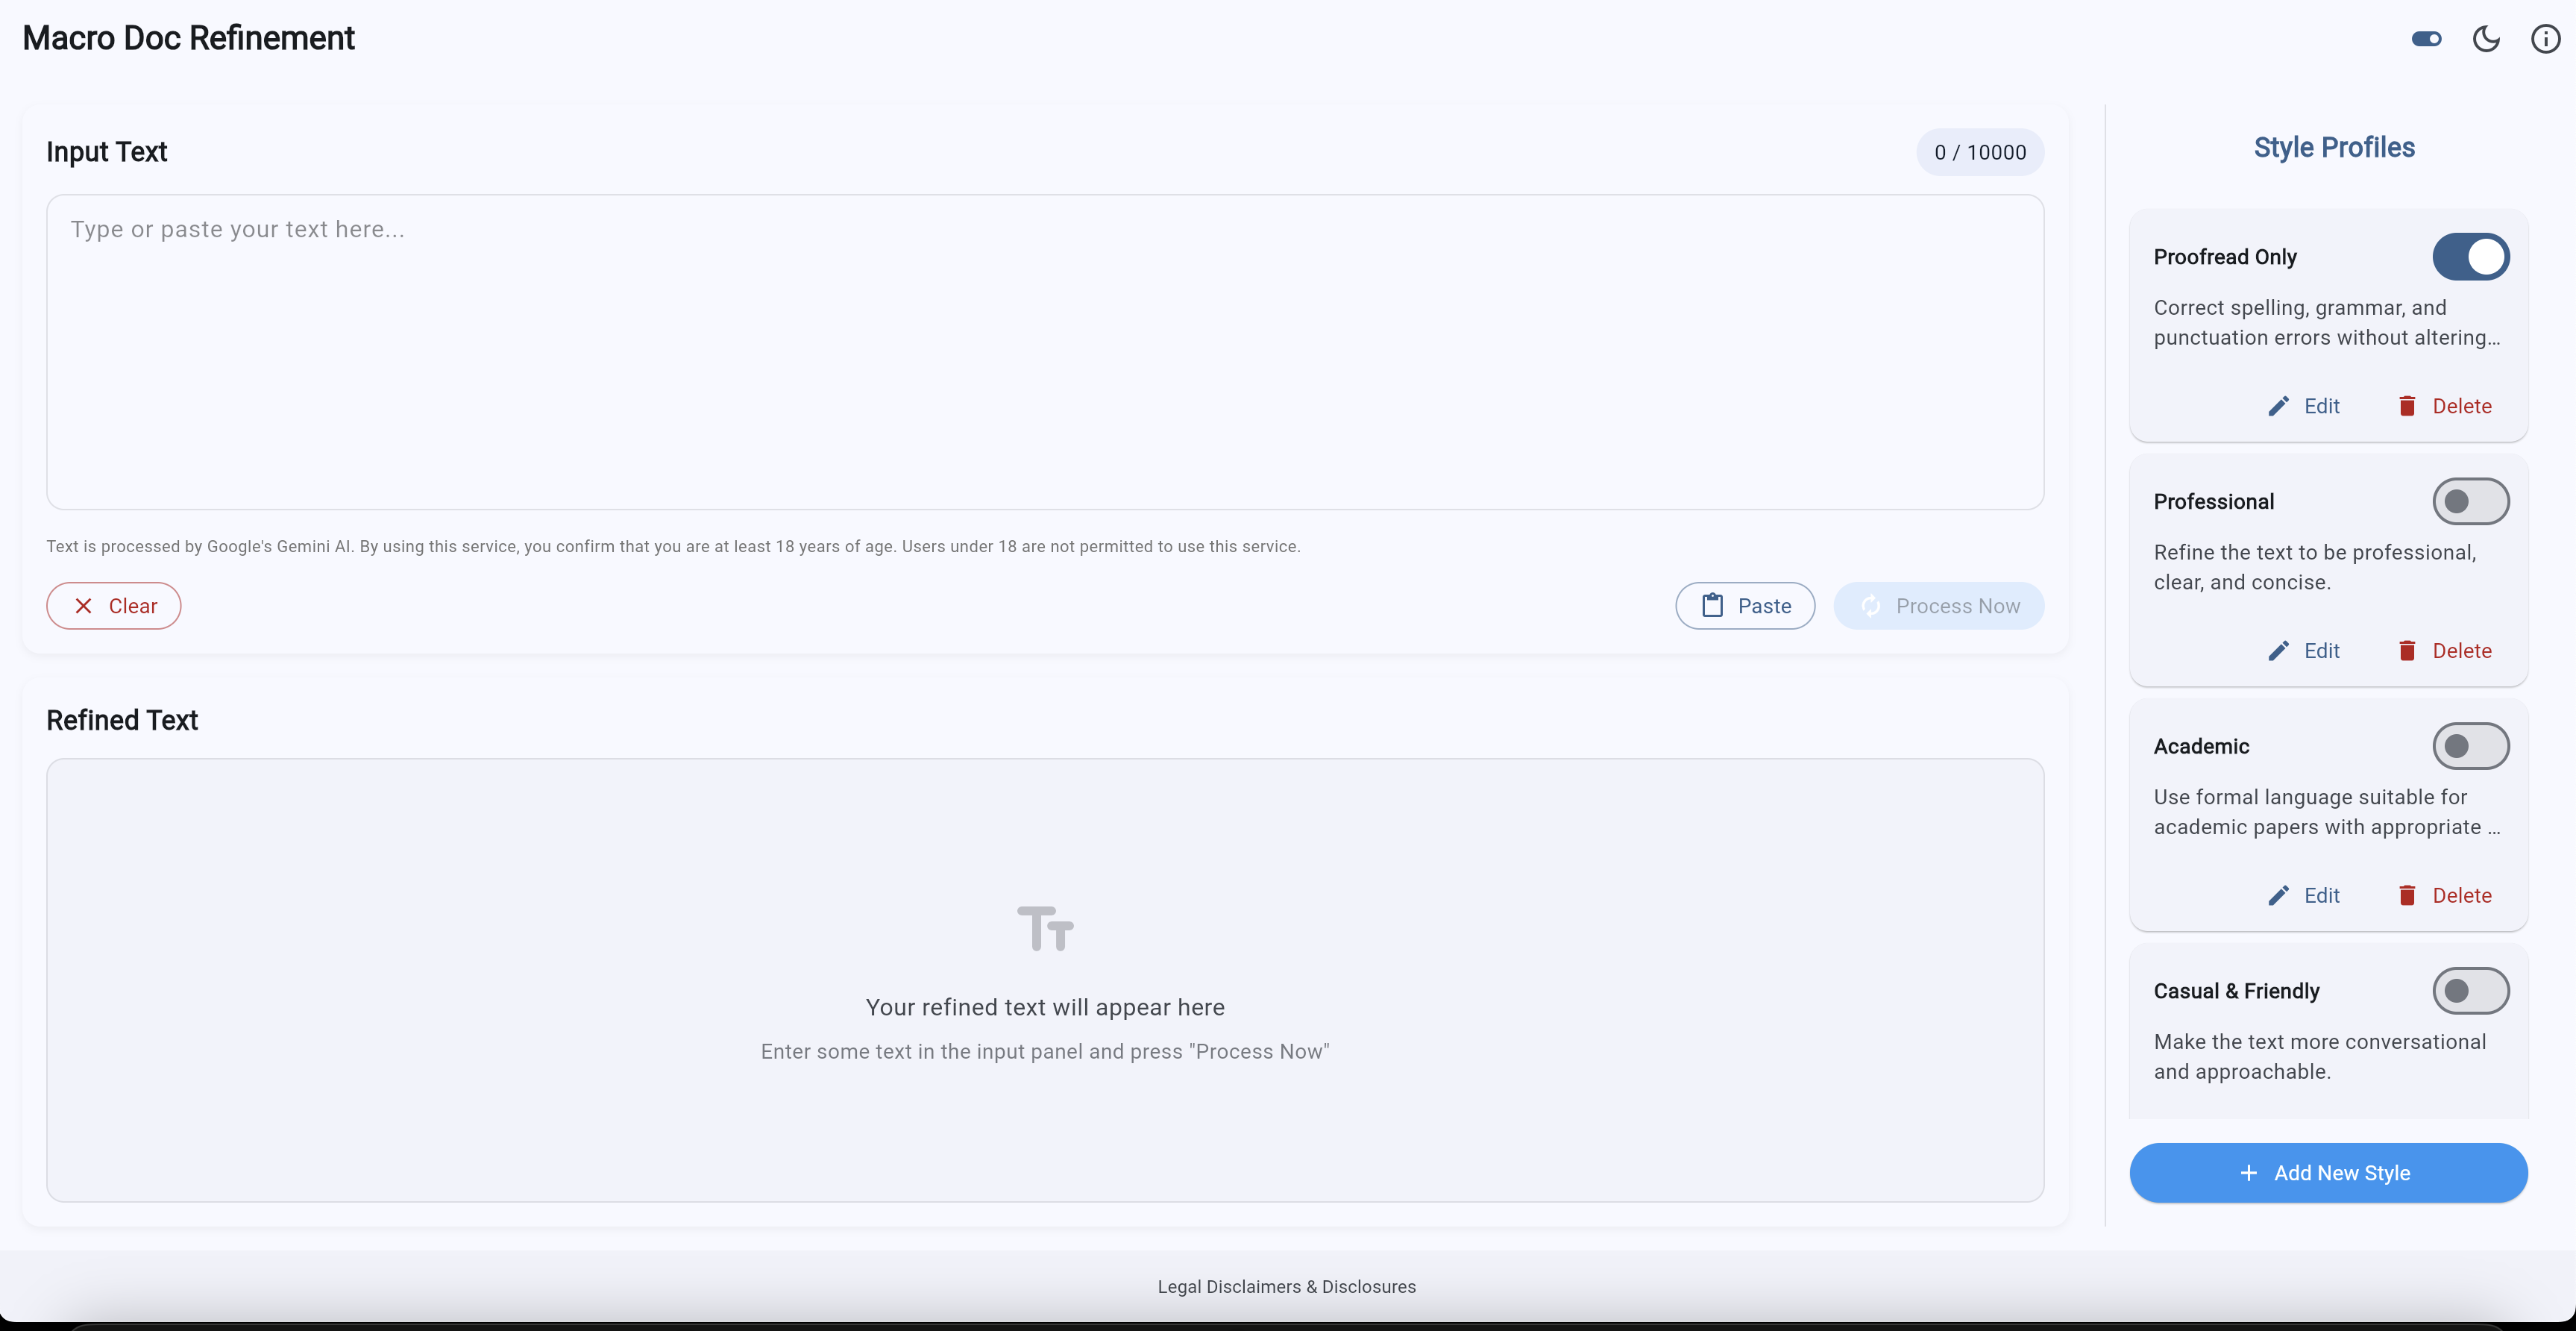 Macro Doc Refinement
Input Text
0 / 10000
Type or paste your text here...
Text is processed by Google's Gemini AI. By using this service, you confirm that you are at least 18 years of age. Users under 18 are not permitted to use this service.
Clear
Paste
Process Now
Refined Text
Your refined text will appear here
Enter some text in the input panel and press "Process Now"
Style Profiles
Proofread Only
Correct spelling, grammar, and
punctuation errors without altering...
Edit
Delete
Professional
Refine the text to be professional,
clear, and concise.
Edit
Delete
Academic
Use formal language suitable for
academic papers with appropriate ...
Edit
Delete
Casual & Friendly
Make the text more conversational
and approachable.
Add New Style
Legal Disclaimers & Disclosures